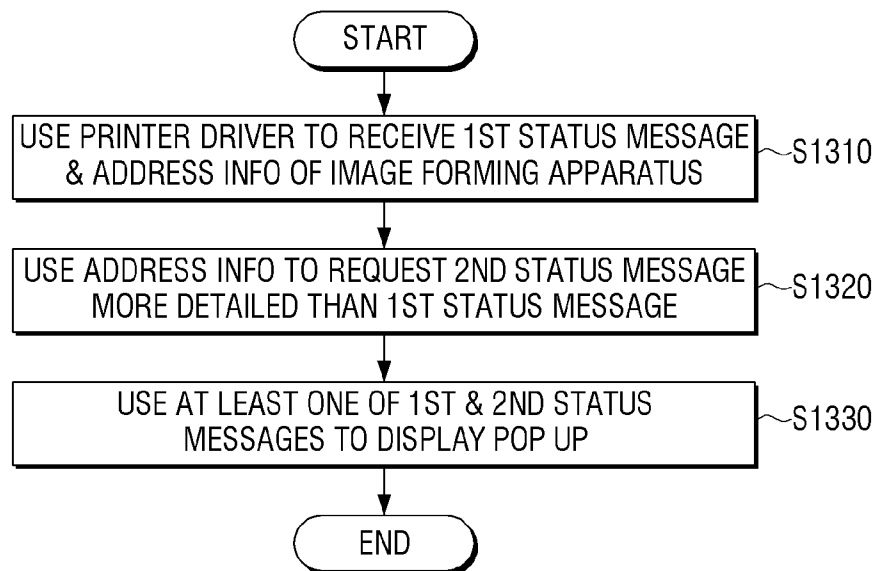 START
USE PRINTER DRIVER TO RECEIVE 1ST STATUS MESSAGE
& ADDRESS INFO OF IMAGE FORMING APPARATUS
S1310
USE ADDRESS INFO TO REQUEST 2ND STATUS MESSAGE
MORE DETAILED THAN 1ST STATUS MESSAGE
S1320
USE AT LEAST ONE OF 1ST & 2ND STATUS
MESSAGES TO DISPLAY POP UP
S1330
END